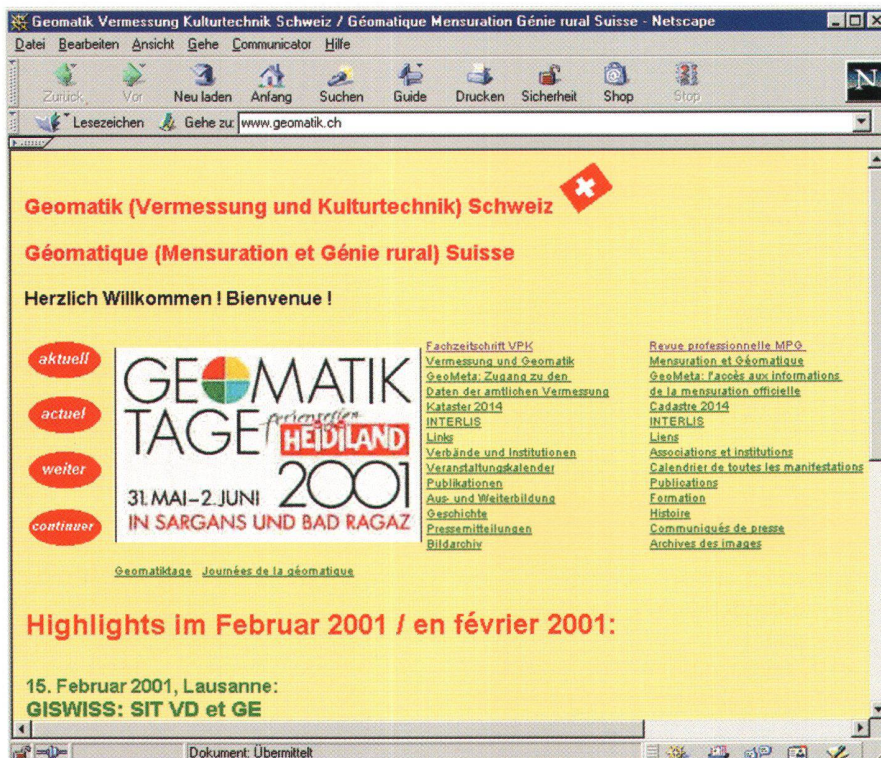 Geomatik Vermessung Kulturtechnik Schweiz / Géomatique Mensuration Génie rural Suisse - Netscape
Datei Bearbeiten Ansicht Gehe Communicator Hilfe
Zurück Vor Neu laden Anfang Suchen Guide Drucken Sicherheit Shop Stop
N
Lesezeichen Gehe zu: www.geomatik.ch
Geomatik (Vermessung und Kulturtechnik) Schweiz
Géomatique (Mensuration et Génie rural) Suisse
Herzlich Willkommen ! Bienvenue !
aktuell
actuel
weiter
continuer
GEOMATIK
TAGE ferienregion
HEIDILAND
2001
31. MAI–2. JUNI
IN SARGANS UND BAD RAGAZ
Geomatiktage Journées de la géomatique
Fachzeitschrift VPK
Vermessung und Geomatik
GeoMeta: Zugang zu den
Daten der amtlichen Vermessung
Kataster 2014
INTERLIS
Links
Verbände und Institutionen
Veranstaltungskalender
Publikationen
Aus- und Weiterbildung
Geschichte
Pressemitteilungen
Bildarchiv
Revue professionnelle MPG
Mensuration et Géomatique
GeoMeta: l'accès aux informations
de la mensuration officielle
Cadastre 2014
INTERLIS
Liens
Associations et institutions
Calendrier de toutes les manifestations
Publications
Formation
Histoire
Communiqués de presse
Archives des images
Highlights im Februar 2001 / en février 2001:
15. Februar 2001, Lausanne:
GISWISS: SIT VD et GE
Dokument: Übermittelt